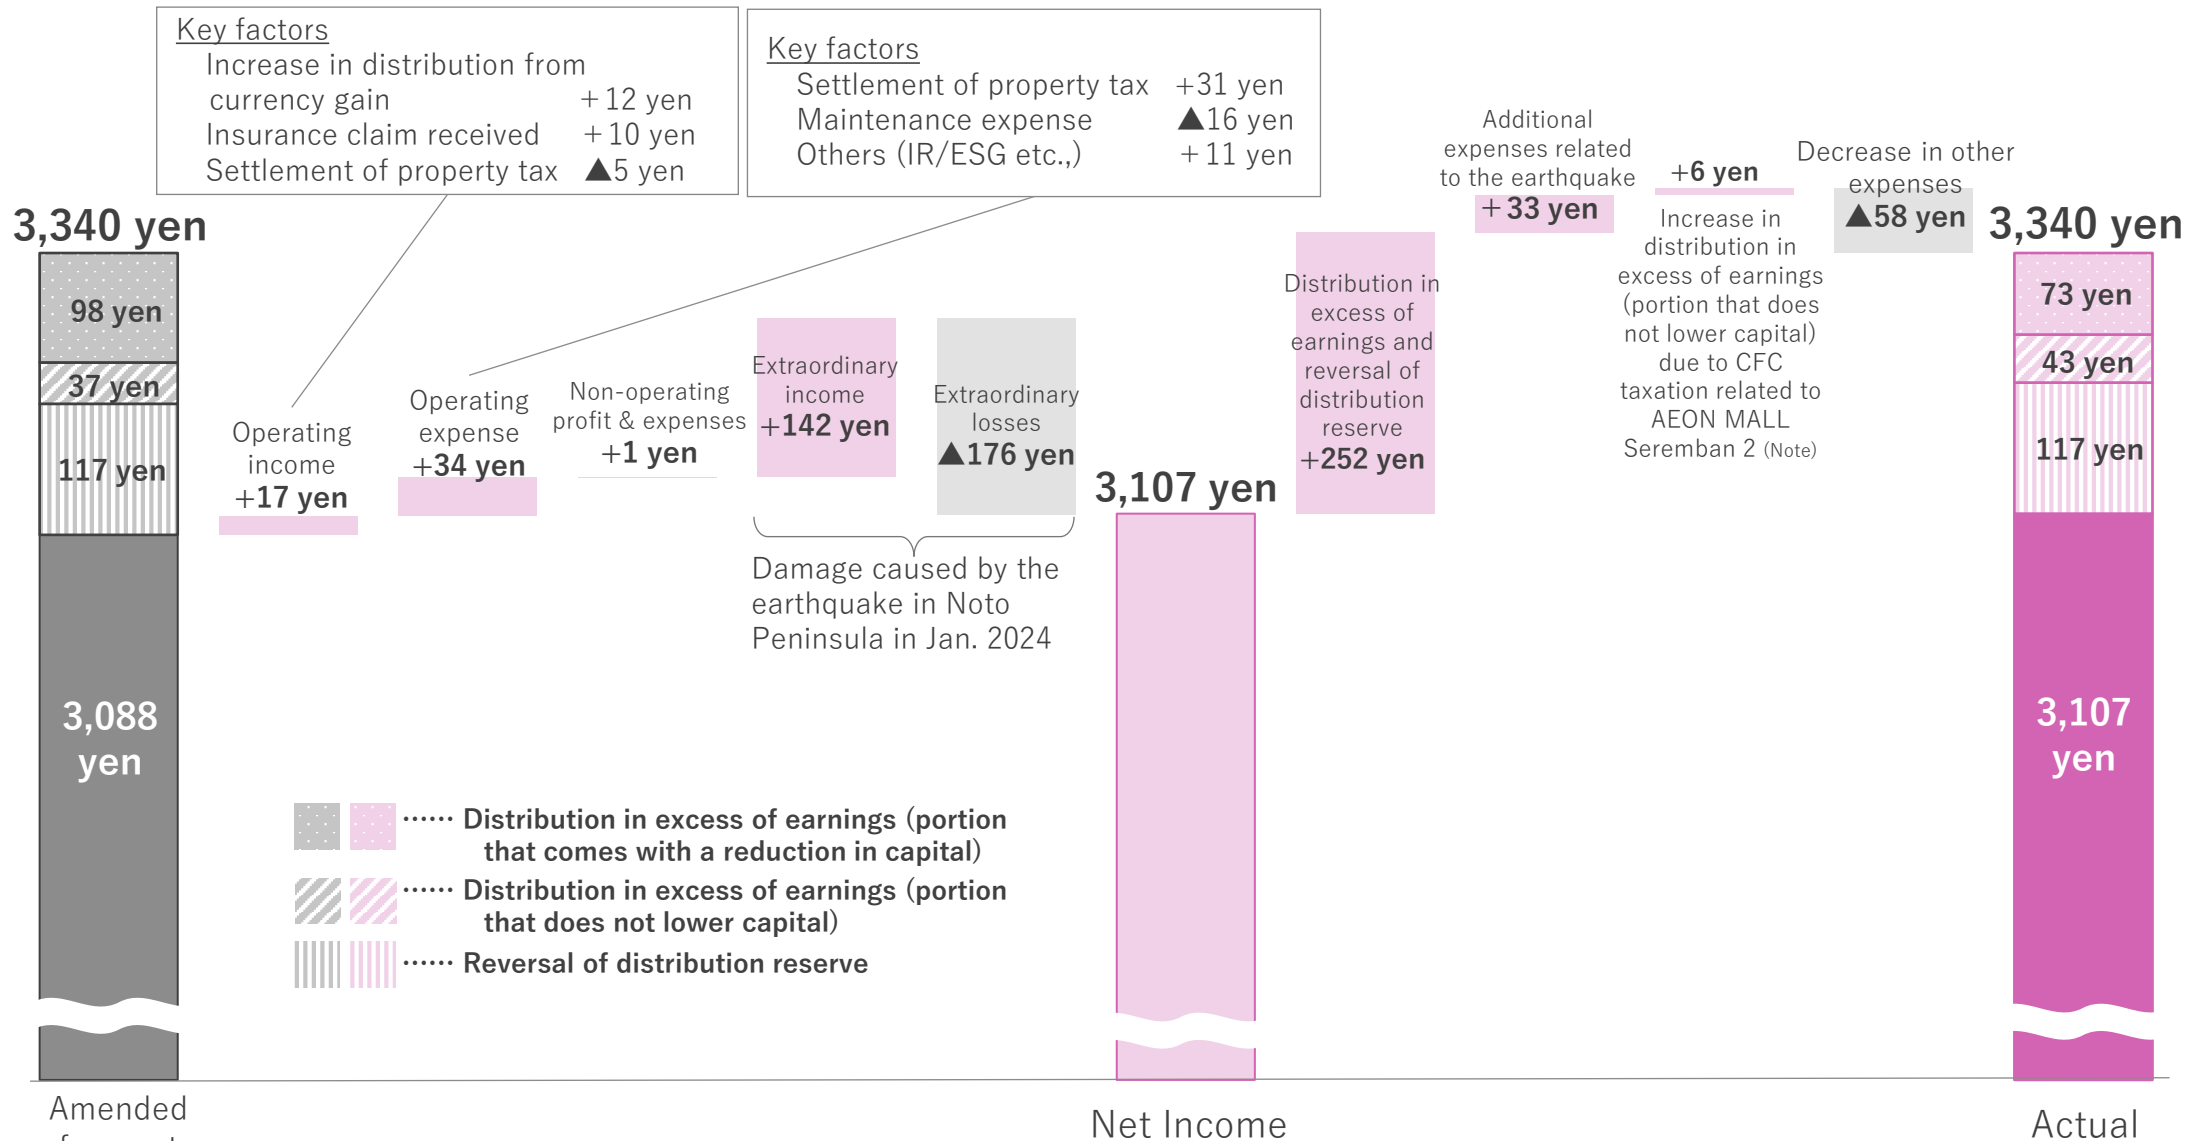 Key factors
Increase in distribution from
currency gain +12 yen
Insurance claim received +10 yen
Settlement of property tax ▲5 yen
Key factors
Settlement of property tax +31 yen
Maintenance expense ▲16 yen
Others (IR/ESG etc.,) +11 yen
3,340 yen
98 yen
37 yen
117 yen
3,088
yen
Operating
income
+17 yen
Operating
expense
+34 yen
Non-operating
profit & expenses
+1 yen
Extraordinary
income
+142 yen
Extraordinary
losses
▲176 yen
Damage caused by the
earthquake in Noto
Peninsula in Jan. 2024
3,107 yen
Distribution in
excess of
earnings and
reversal of
distribution
reserve
+252 yen
Additional
expenses related
to the earthquake
+33 yen
+6 yen
Increase in
distribution in
excess of earnings
(portion that does
not lower capital)
due to CFC
taxation related to
AEON MALL
Seremban 2 (Note)
Decrease in other
expenses
▲58 yen
3,340 yen
73 yen
43 yen
117 yen
3,107
yen
...... Distribution in excess of earnings (portion
that comes with a reduction in capital)
...... Distribution in excess of earnings (portion
that does not lower capital)
...... Reversal of distribution reserve
Amended
Net Income
Actual